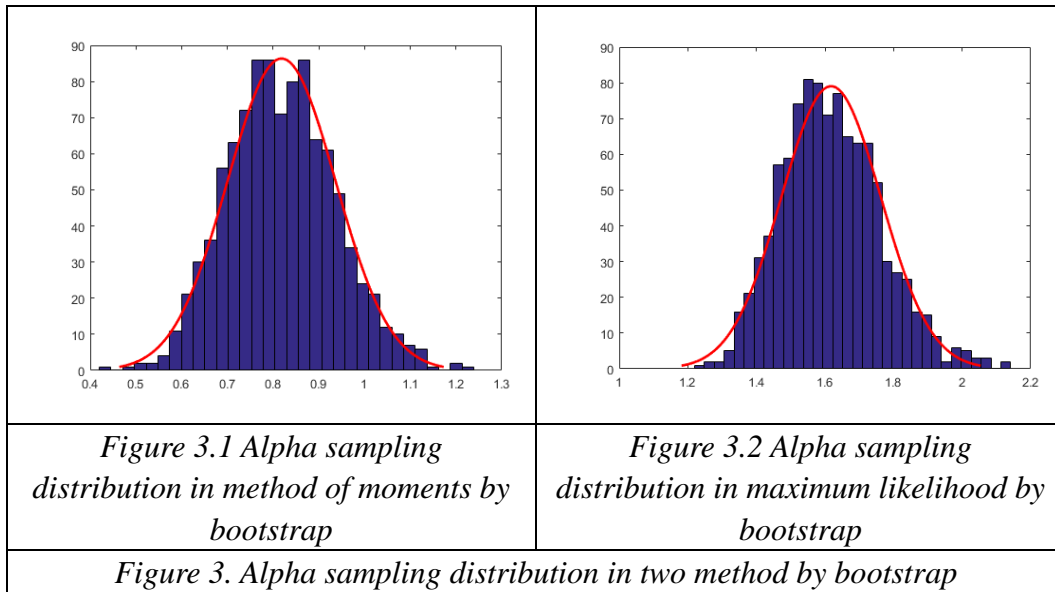 90
80
70
60
50
40
30
20
10
0
0.4 0.5 0.6 0.7 0.8 0.9 1 1.1 1.2 1.3
90
80
70
60
50
40
30
20
10
0
1 1.2 1.4 1.6 1.8 2 2.2
Figure 3.1 Alpha sampling
distribution in method of moments by
bootstrap
Figure 3.2 Alpha sampling
distribution in maximum likelihood by
bootstrap
Figure 3. Alpha sampling distribution in two method by bootstrap